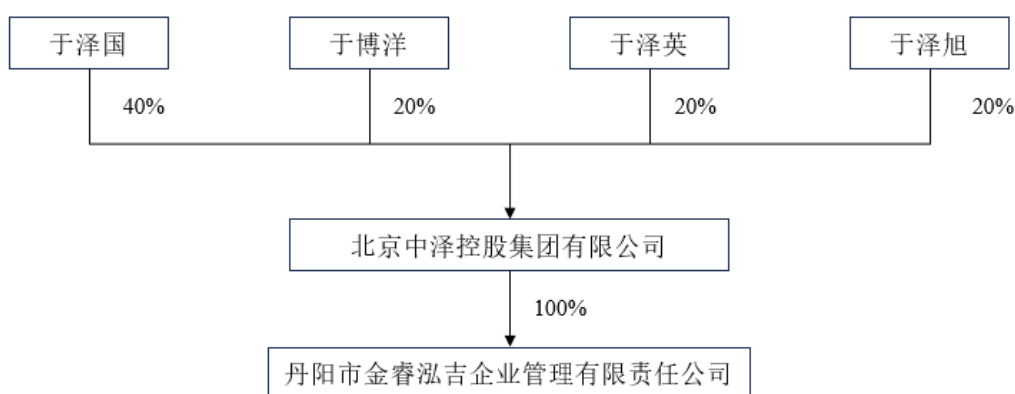 于泽国 于博洋 于泽英 于泽旭
40% 20% 20% 20%
北京中泽控股集团有限公司
100%
丹阳市金睿泓吉企业管理有限责任公司